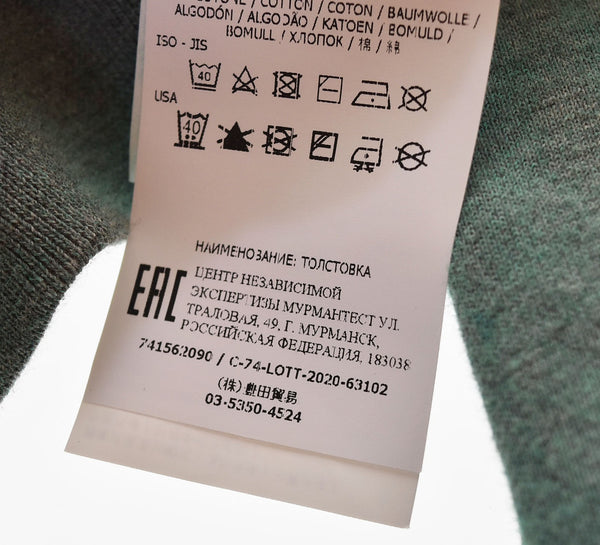 / COTTON / COTON / BAUMWOLLE /
ALGODÓN / ALGODÃO / KATOEN / BOMULD /
BOMULL / ХЛОПОК / 棉 / 綿
ISO - JIS
40
USA
40
НАИМЕНОВАНИЕ: ТОЛСТОВКА
EAC
ЦЕНТР НЕЗАВИСИМОЙ
ЭКСПЕРТИЗЫ МУРМАНТЕСТ УЛ.
ТРАЛОВАЯ, 49, Г. МУРМАНСК,
РОССИЙСКАЯ ФЕДЕРАЦИЯ, 183038
741562090 / C-74-LOTT-2020-63102
(株)豊田貿易
03-5350-4524